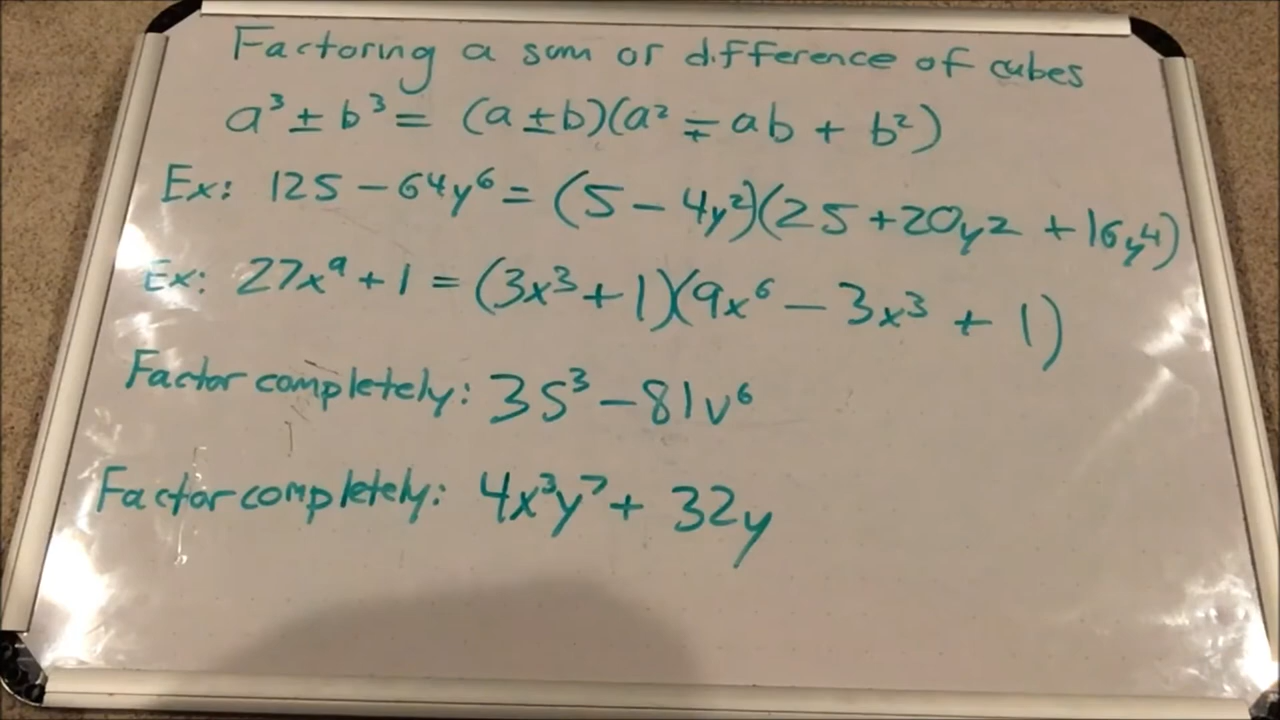 Factoring a sum or difference of cubes
a³ ± b³ = (a ± b)(a² ∓ ab + b²)
Ex: 125 - 64y⁶ = (5 - 4y²)(25 + 20y² + 16y⁴)
Ex: 27x⁹ + 1 = (3x³ + 1)(9x⁶ - 3x³ + 1)
Factor completely: 3s³ - 81v⁶
Factor completely: 4x³y⁷ + 32y